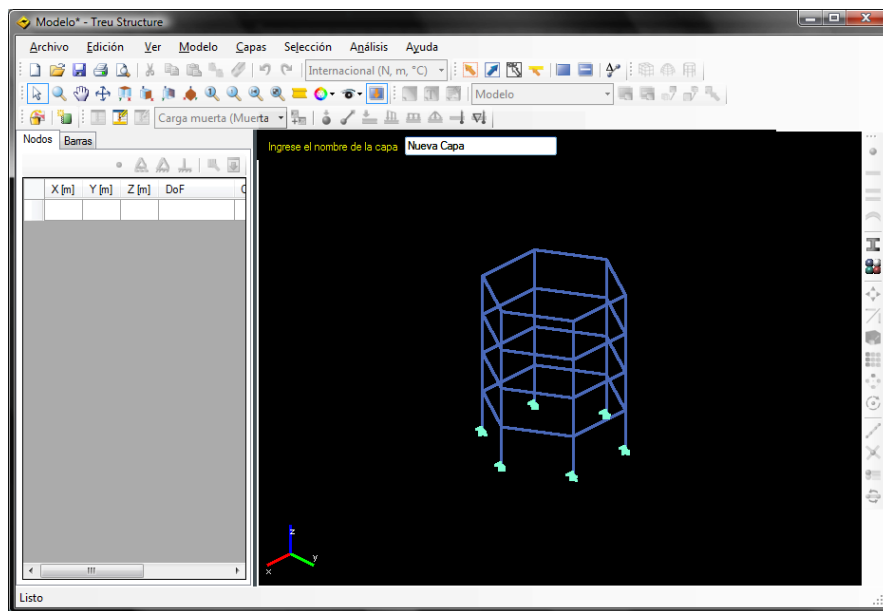 Modelo* - Treu Structure
Archivo Edición Ver Modelo Capas Selección Análisis Ayuda
Internacional (N, m, °C)
Modelo
Carga muerta (Muerta
Nodos Barras
Ingrese el nombre de la capa Nueva Capa
X [m] Y [m] Z [m] DoF
z
y
x
Listo